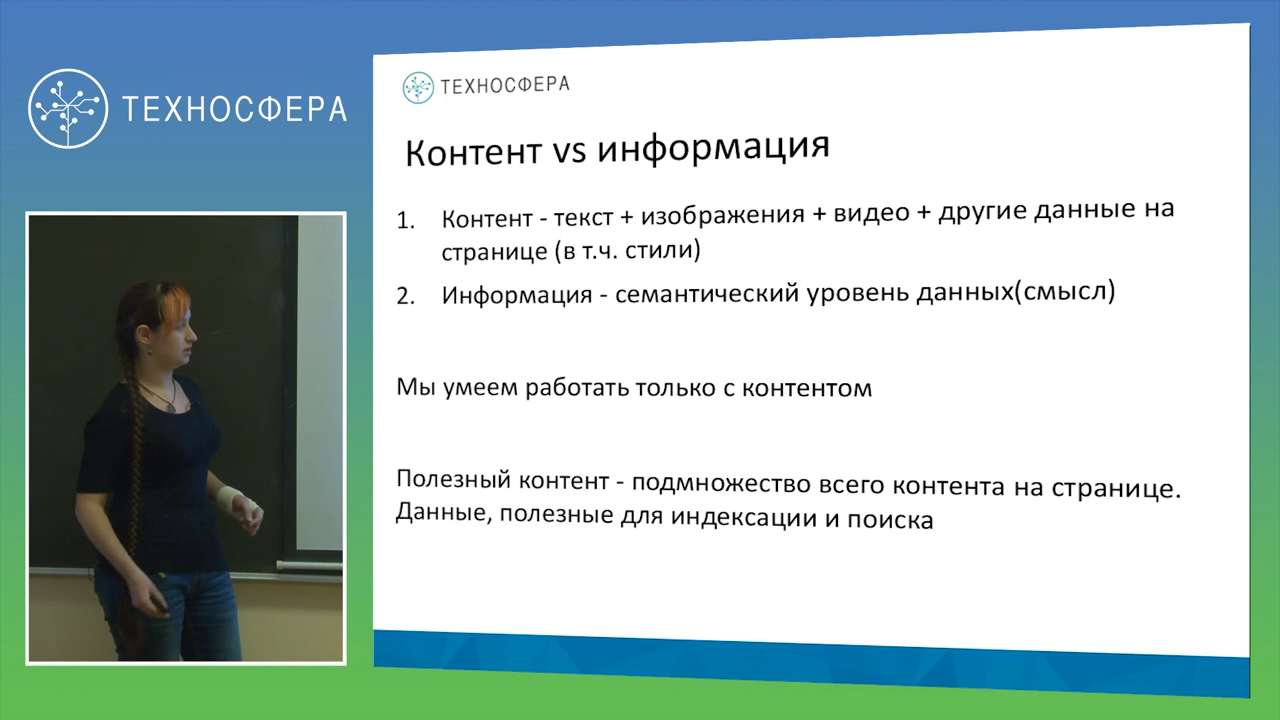 ТЕХНОСФЕРА
ТЕХНОСФЕРА
Контент vs информация
1. Контент - текст + изображения + видео + другие данные на
странице (в т.ч. стили)
2. Информация - семантический уровень данных(смысл)
Мы умеем работать только с контентом
Полезный контент - подмножество всего контента на странице.
Данные, полезные для индексации и поиска